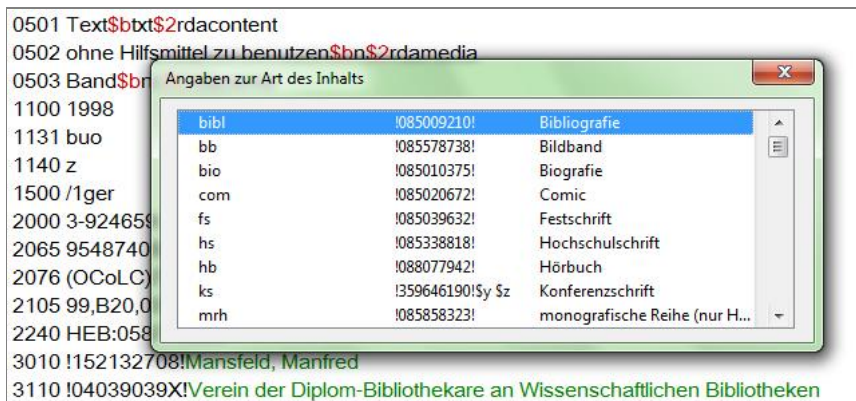 0501 Text$btxt$2rdacontent
0502 ohne Hilfsmittel zu benutzen$bn$2rdamedia
0503 Band$bn
Angaben zur Art des Inhalts
1100 1998
1131 buo
1140 z
1500 /1ger
2000 3-924659
2065 9548740
2076 (OCoLC)
2105 99,B20,0
2240 HEB:058
bibl !085009210! Bibliografie
bb !085578738! Bildband
bio !085010375! Biografie
com !085020672! Comic
fs !085039632! Festschrift
hs !085338818! Hochschulschrift
hb !088077942! Hörbuch
ks !359646190!$y $z Konferenzschrift
mrh !085858323! monografische Reihe (nur H...
3010 !152132708!Mansfeld, Manfred
3110 !04039039X!Verein der Diplom-Bibliothekare an Wissenschaftlichen Bibliotheken